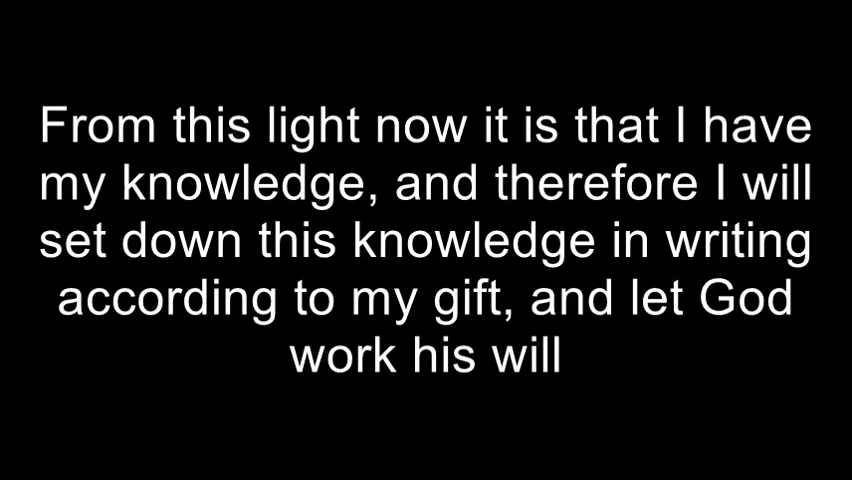 From this light now it is that I have
my knowledge, and therefore I will
set down this knowledge in writing
according to my gift, and let God
work his will